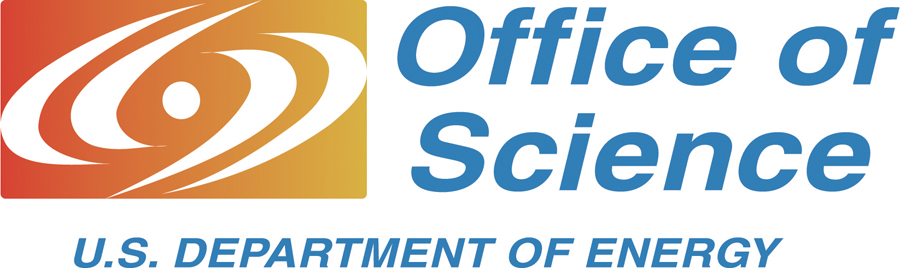 Office of
Science
U.S. DEPARTMENT OF ENERGY